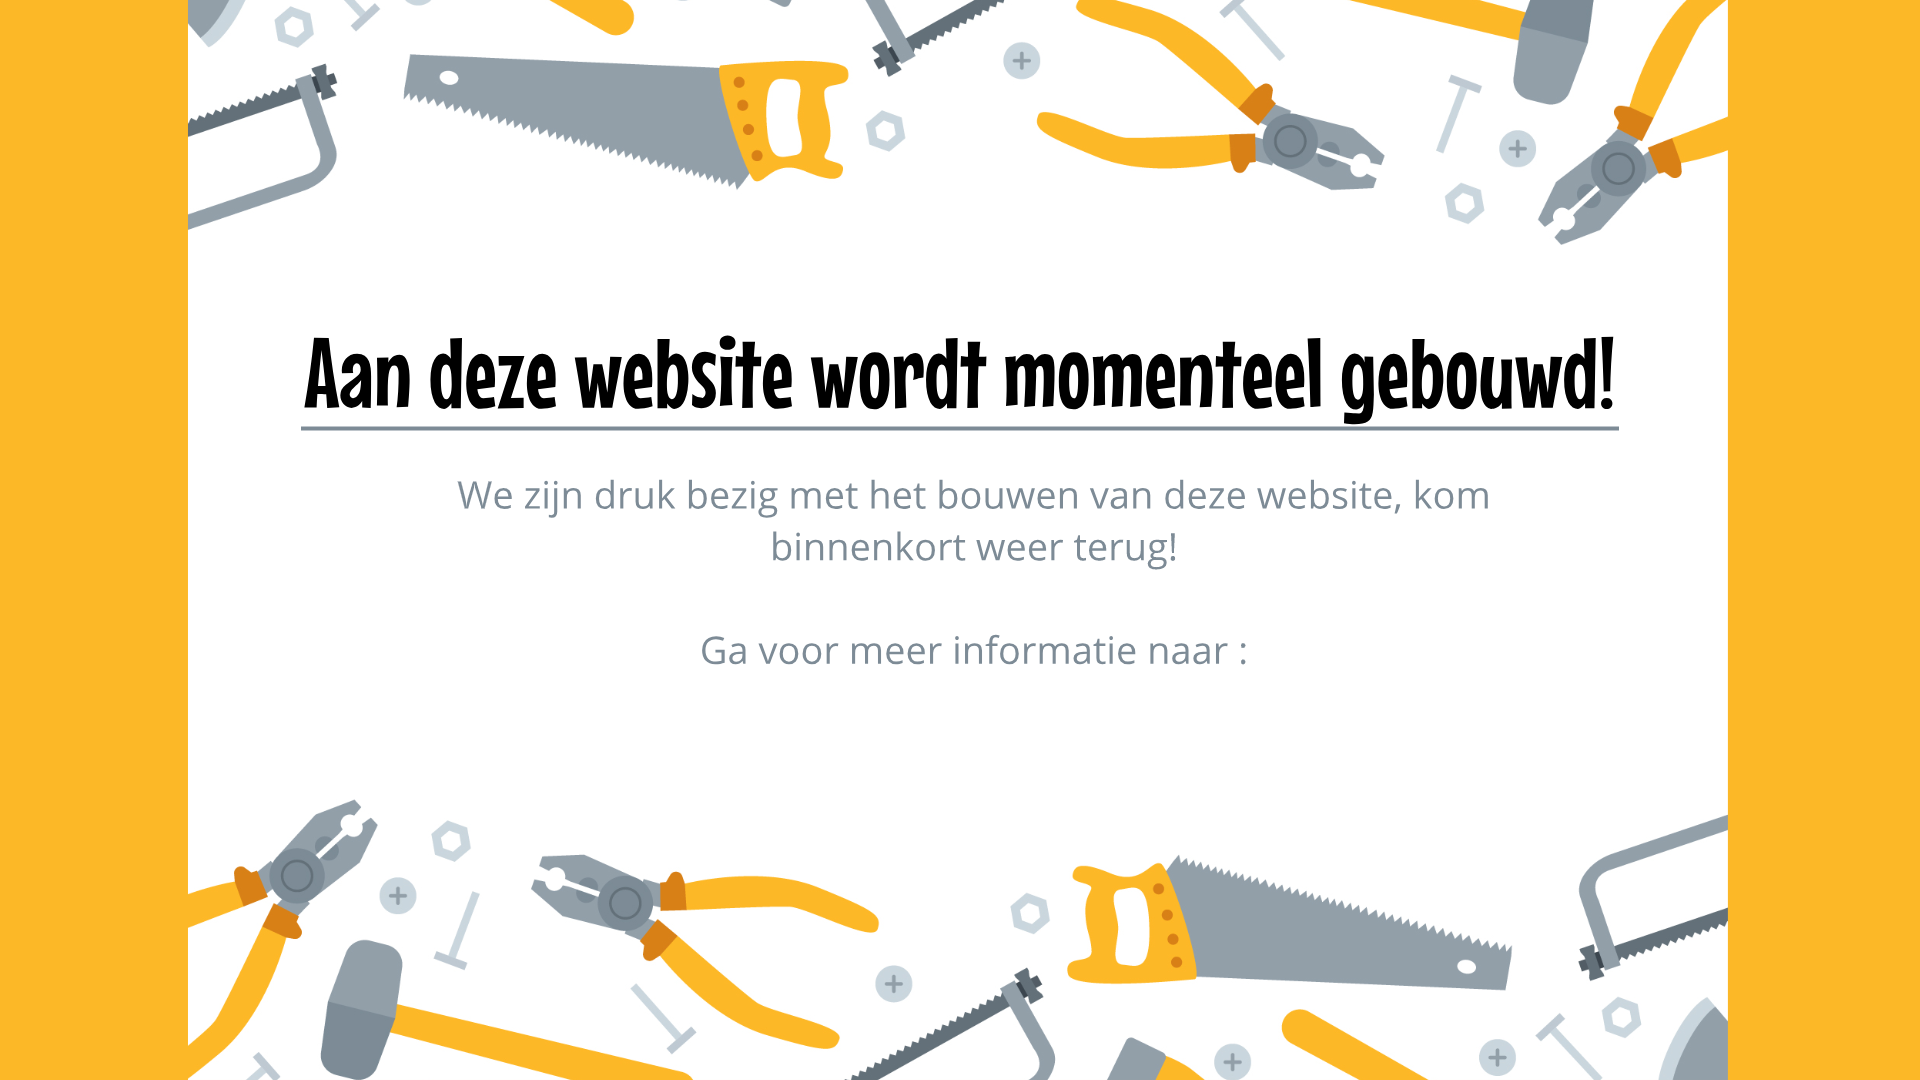 Aan deze website wordt momenteel gebouwd!
We zijn druk bezig met het bouwen van deze website, kom
binnenkort weer terug!
Ga voor meer informatie naar :